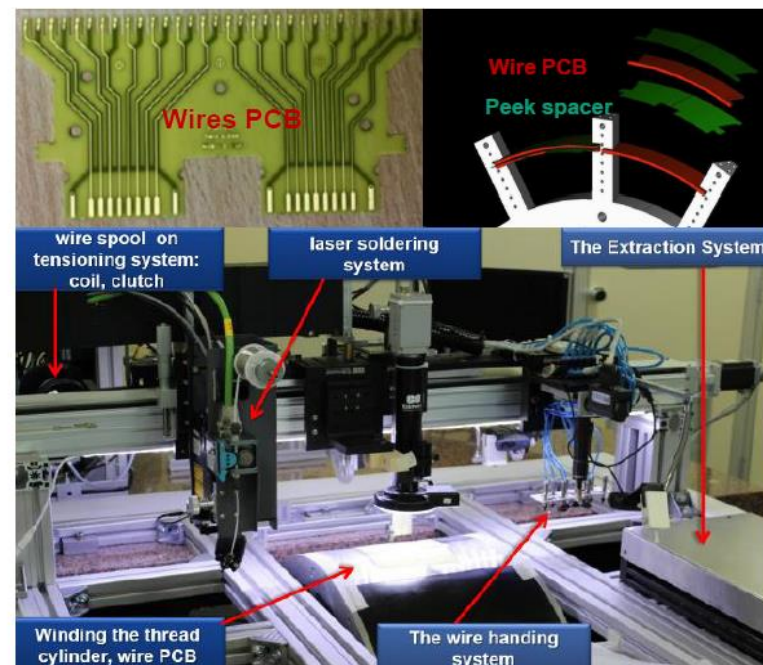 Wires PCB
Wire PCB
Peek spacer
wire spool on
tensioning system:
coil, clutch
laser soldering
system
The Extraction System
Winding the thread
cylinder, wire PCB
The wire handing
system